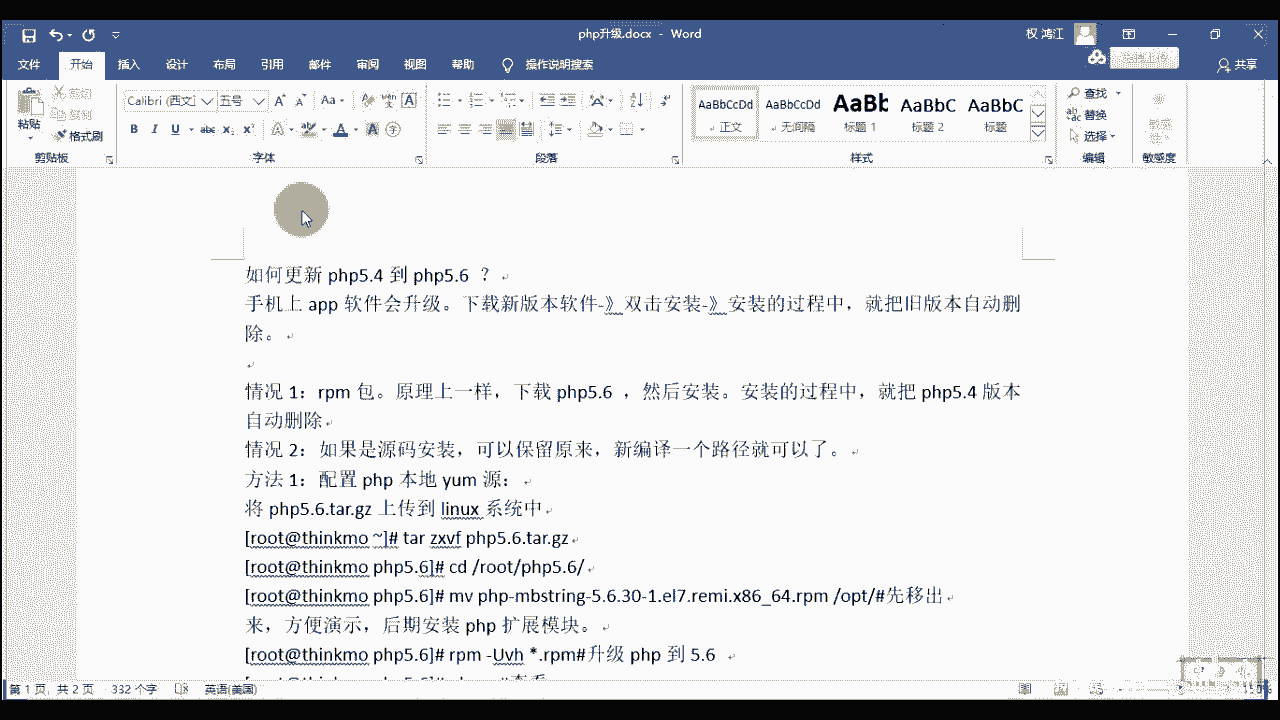 php升级.docx - Word
权 鸿江
文件 开始 插入 设计 布局 引用 邮件 审阅 视图 帮助 操作说明搜索 共享
粘贴 剪切
复制
格式刷
剪贴板
Calibri (西文) 五号
字体
段落
AaBbCcDd AaBbCcDd AaBb AaBbC AaBbC
正文 无间隔 标题 1 标题 2 标题
样式
查找
替换
选择
编辑
敏感度
敏感度
如何更新 php5.4 到 php5.6 ？
手机上 app 软件会升级。下载新版本软件-》双击安装-》安装的过程中，就把旧版本自动删
除。
情况 1：rpm 包。原理上一样，下载 php5.6 ，然后安装。安装的过程中，就把 php5.4 版本
自动删除
情况 2：如果是源码安装，可以保留原来，新编译一个路径就可以了。
方法 1：配置 php 本地 yum 源：
将 php5.6.tar.gz 上传到 linux 系统中
[root@thinkmo ~]# tar zxvf php5.6.tar.gz
[root@thinkmo php5.6]# cd /root/php5.6/
[root@thinkmo php5.6]# mv php-mbstring-5.6.30-1.el7.remi.x86_64.rpm /opt/#先移出
来，方便演示，后期安装 php 扩展模块。
[root@thinkmo php5.6]# rpm -Uvh *.rpm#升级 php 到 5.6
第 1 页，共 2 页 332 个字 英语(美国)